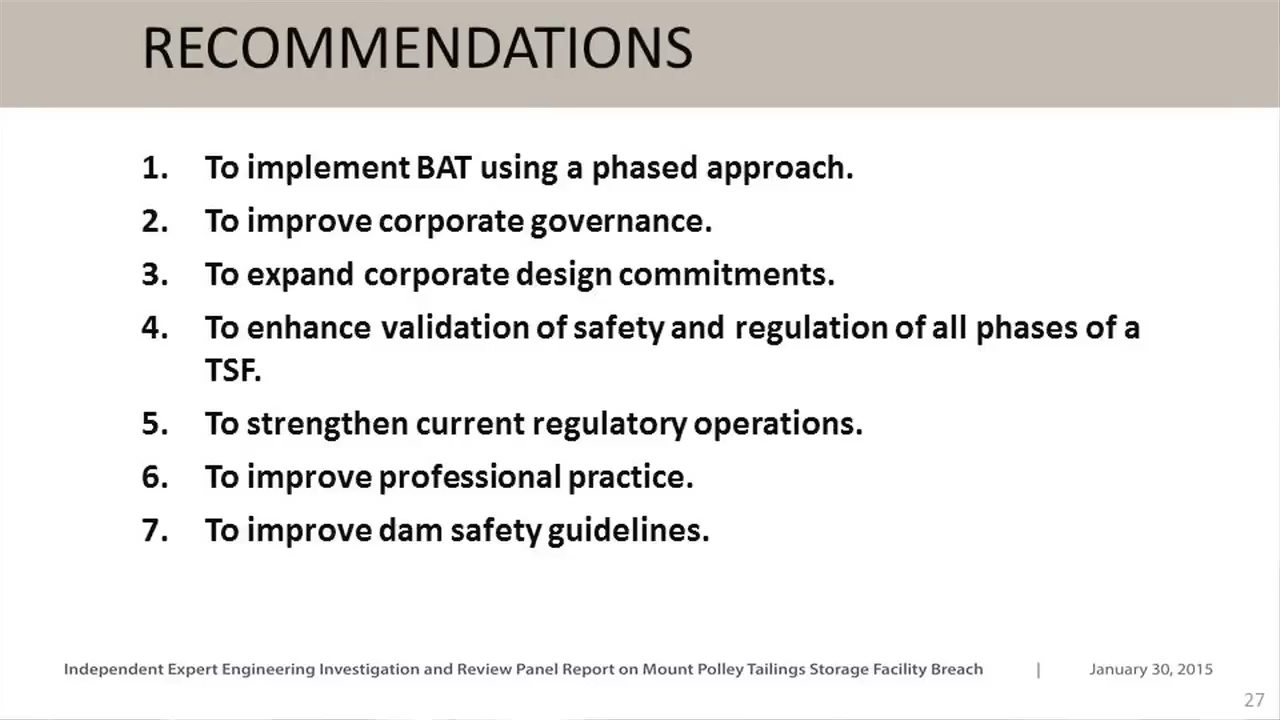 RECOMMENDATIONS
1. To implement BAT using a phased approach.
2. To improve corporate governance.
3. To expand corporate design commitments.
4. To enhance validation of safety and regulation of all phases of a
TSF.
5. To strengthen current regulatory operations.
6. To improve professional practice.
7. To improve dam safety guidelines.
Independent Expert Engineering Investigation and Review Panel Report on Mount Polley Tailings Storage Facility Breach | January 30, 2015
27